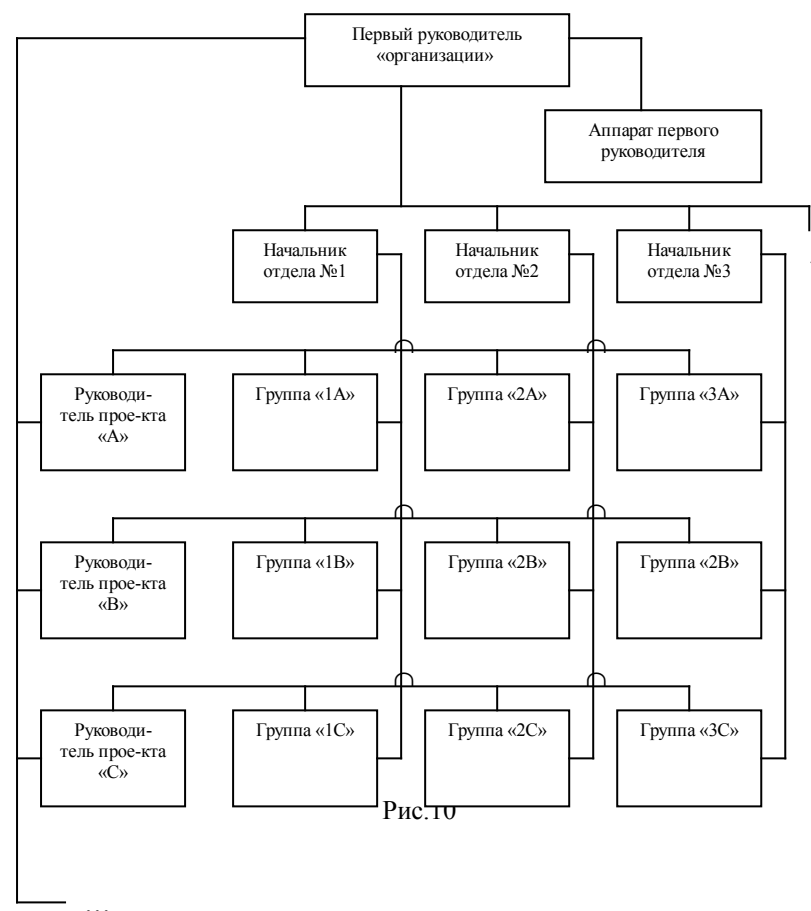 Первый руководитель
«организации»
Аппарат первого
руководителя
Начальник
отдела №1
Начальник
отдела №2
Начальник
отдела №3
Руководи-
тель прое-кта
«А»
Группа «1А»
Группа «2А»
Группа «3А»
Руководи-
тель прое-кта
«В»
Группа «1В»
Группа «2В»
Группа «2В»
Руководи-
тель прое-кта
«С»
Группа «1С»
Группа «2С»
Группа «3С»
Рис.10